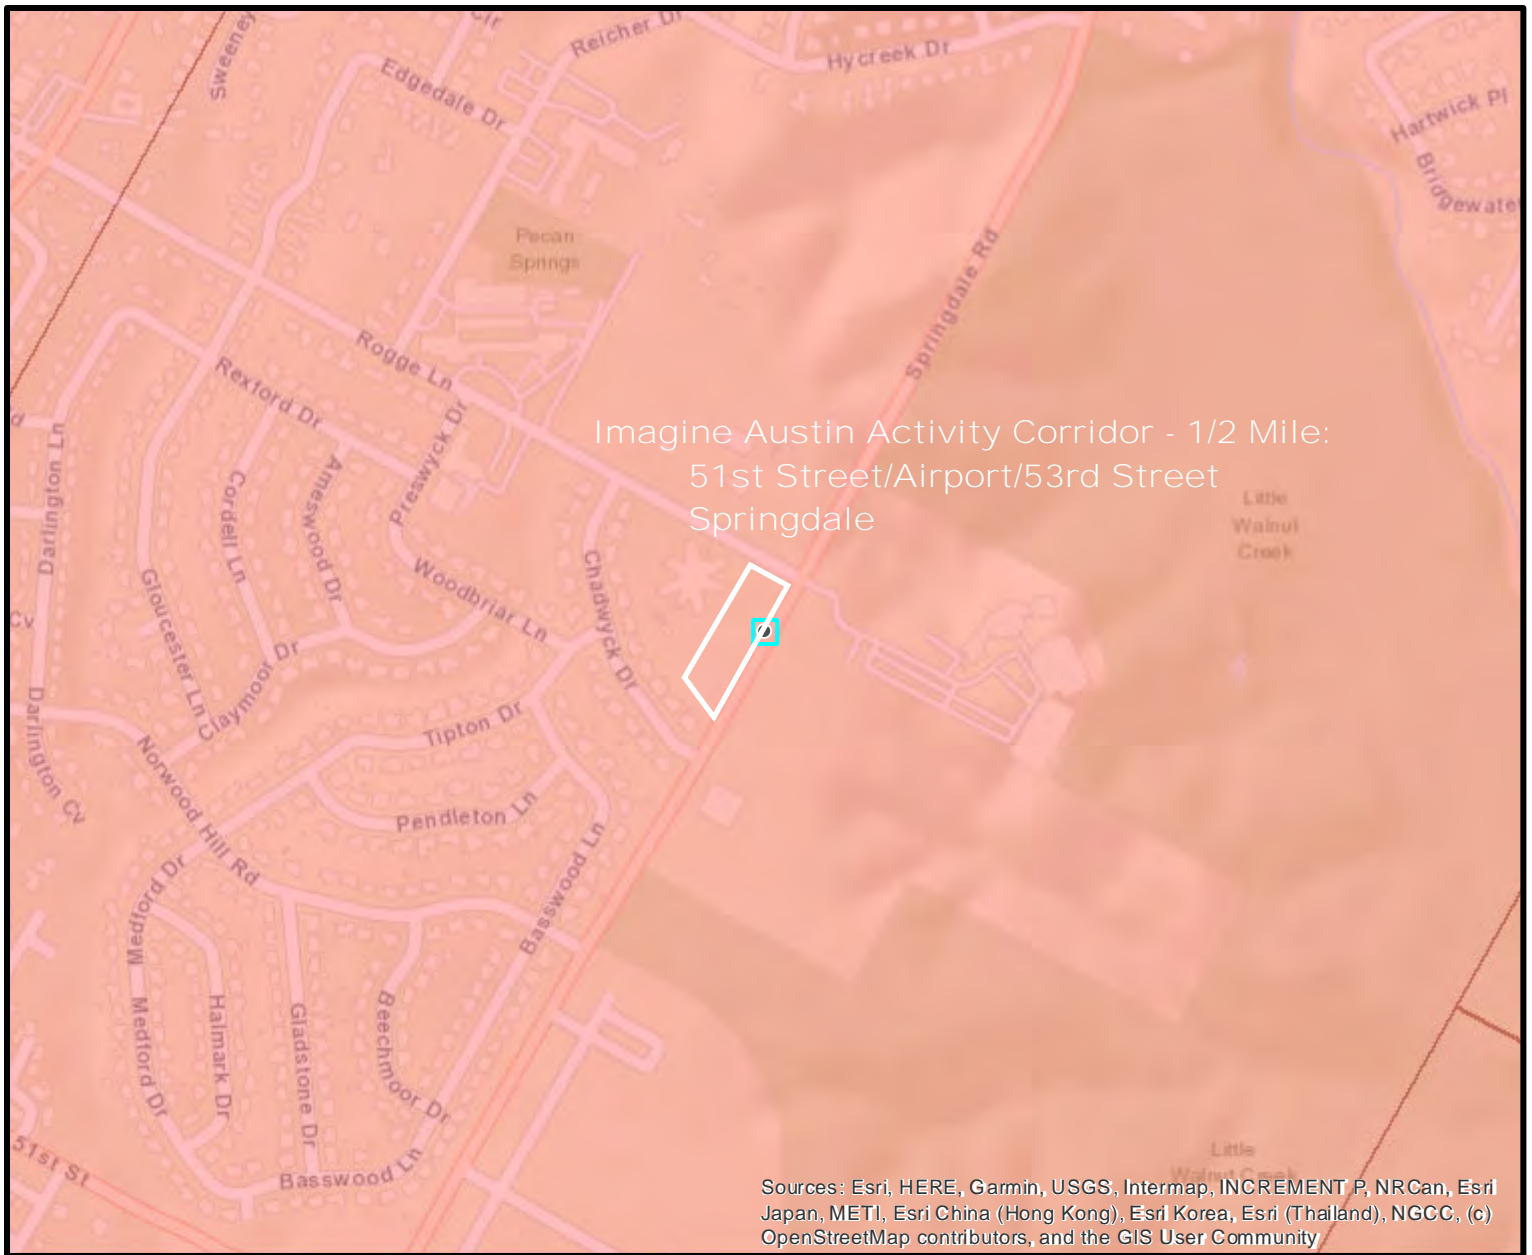 Sweeney
Cir
Reicher Dr
Hycreek Dr
Edgedale Dr
Hartwick Pl
Bridgewater
Pecan
Springs
Springdale Rd
Rogge Ln
Rexford Dr
Preswyck Dr
Imagine Austin Activity Corridor - 1/2 Mile:
51st Street/Airport/53rd Street
Springdale
Darlington Ln
Cordell Ln
Ameswood Dr
Little
Walnut
Creek
Gloucester Ln
Woodbriar Ln
Chadwyck Dr
Cv
Claymoor Dr
Darlington Cv
Tipton Dr
Norwood Hill Rd
Pendleton Ln
Basswood Ln
Medford Dr
Medford Dr
Halmark Dr
Gladstone Dr
Beechmoor Dr
51st St
Basswood Ln
Little
Walnut Creek
Sources: Esri, HERE, Garmin, USGS, Intermap, INCREMENT P, NRCan, Esri
Japan, METI, Esri China (Hong Kong), Esri Korea, Esri (Thailand), NGCC, (c)
OpenStreetMap contributors, and the GIS User Community